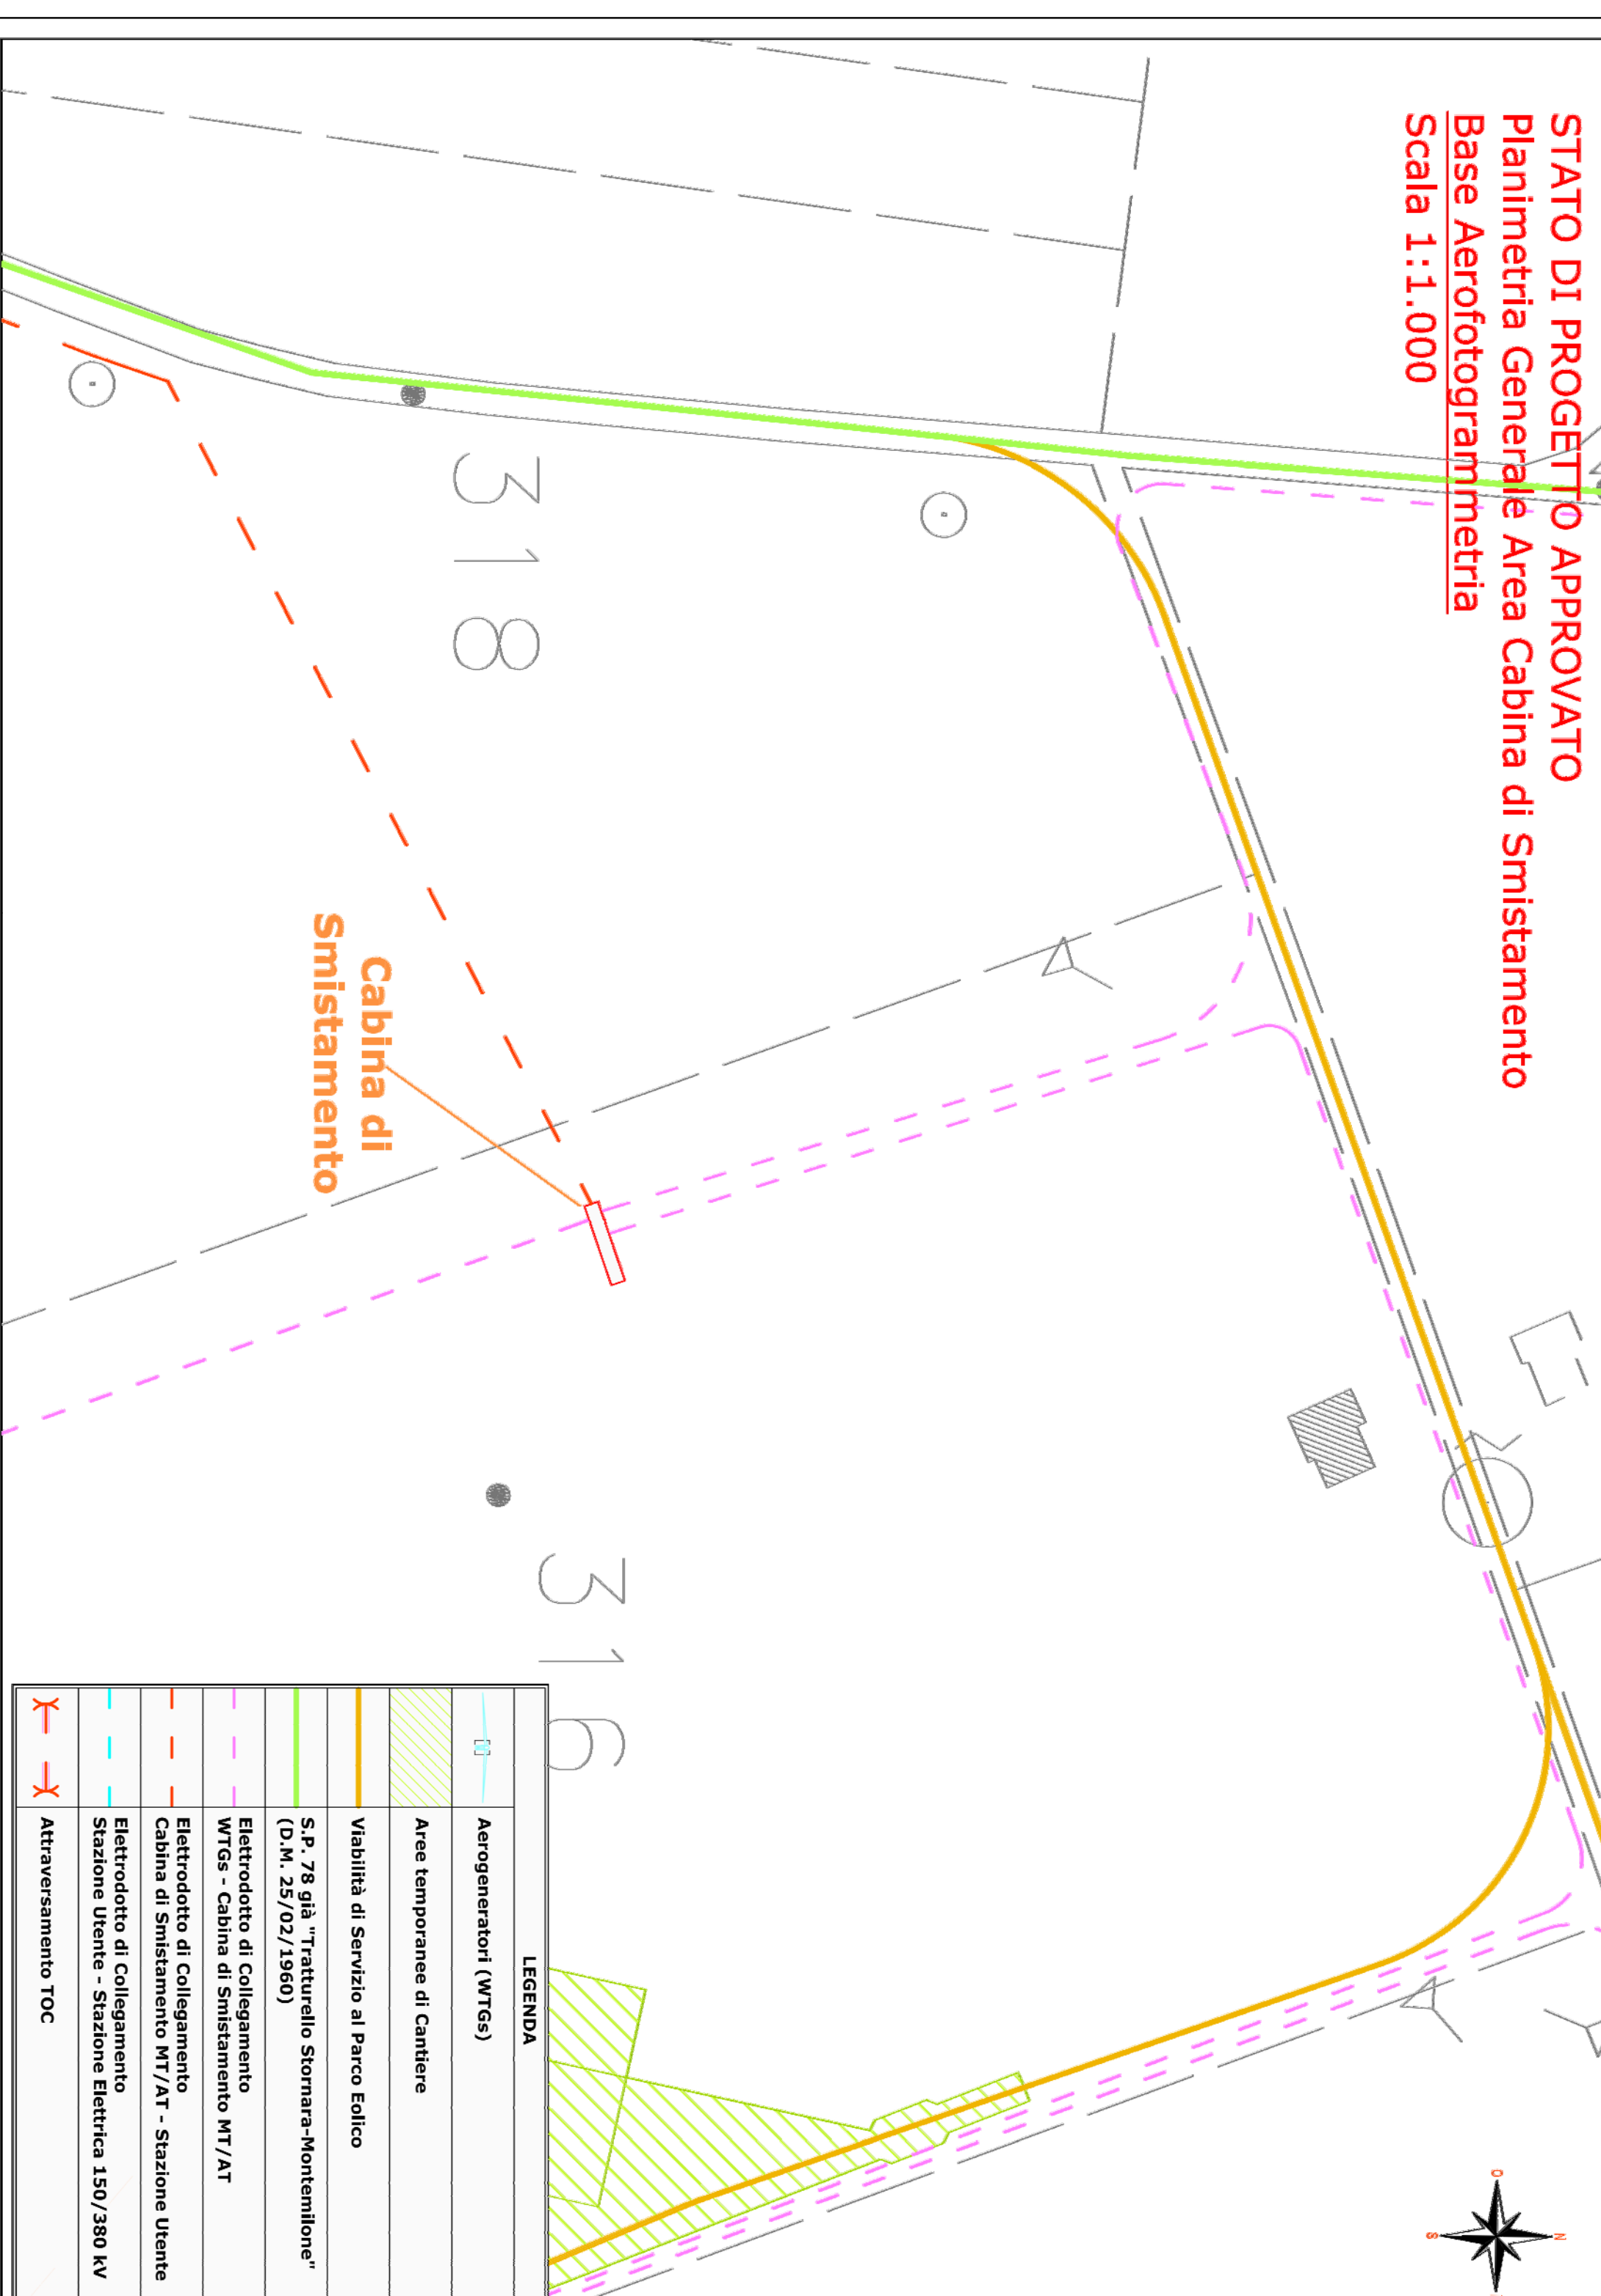 STATO DI PROGETTO APPROVATO
Planimetria Generale Area Cabina di Smistamento
Base Aerofotogrammetria
Scala 1:1.000
318
Cabina di
Smistamento
316
LEGENDA
Aerogeneratori (WTGs)
Aree temporanee di Cantiere
Viabilità di Servizio al Parco Eolico
S.P. 78 già "Tratturello Stornara-Montemilone"
(D.M. 25/02/1960)
Elettrodotto di Collegamento
WTGs - Cabina di Smistamento MT/AT
Elettrodotto di Collegamento
Cabina di Smistamento MT/AT - Stazione Utente
Elettrodotto di Collegamento
Stazione Utente - Stazione Elettrica 150/380 kV
Attraversamento TOC
N
O
S